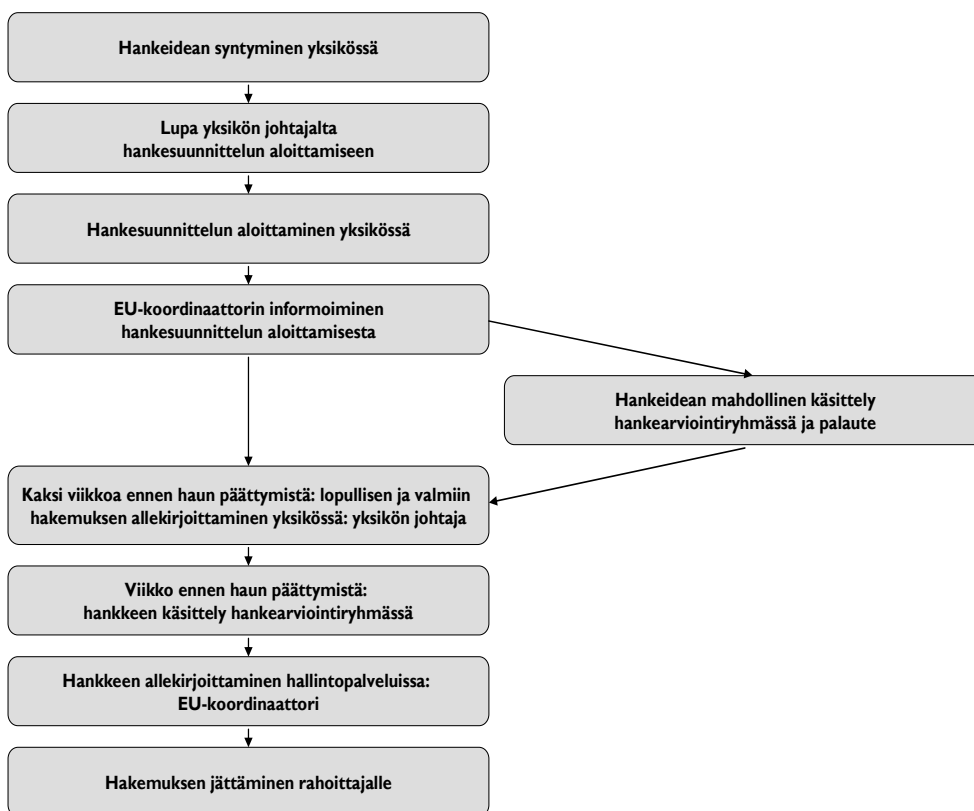 Hankeidean syntyminen yksikössä
Lupa yksikön johtajalta
hankesuunnittelun aloittamiseen
Hankesuunnittelun aloittaminen yksikössä
EU-koordinaattorin informoiminen
hankesuunnittelun aloittamisesta
Hankeidean mahdollinen käsittely
hankearviointiryhmässä ja palaute
Kaksi viikkoa ennen haun päättymistä: lopullisen ja valmiin
hakemuksen allekirjoittaminen yksikössä: yksikön johtaja
Viikko ennen haun päättymistä:
hankkeen käsittely hankearviointiryhmässä
Hankkeen allekirjoittaminen hallintopalveluissa:
EU-koordinaattori
Hakemuksen jättäminen rahoittajalle